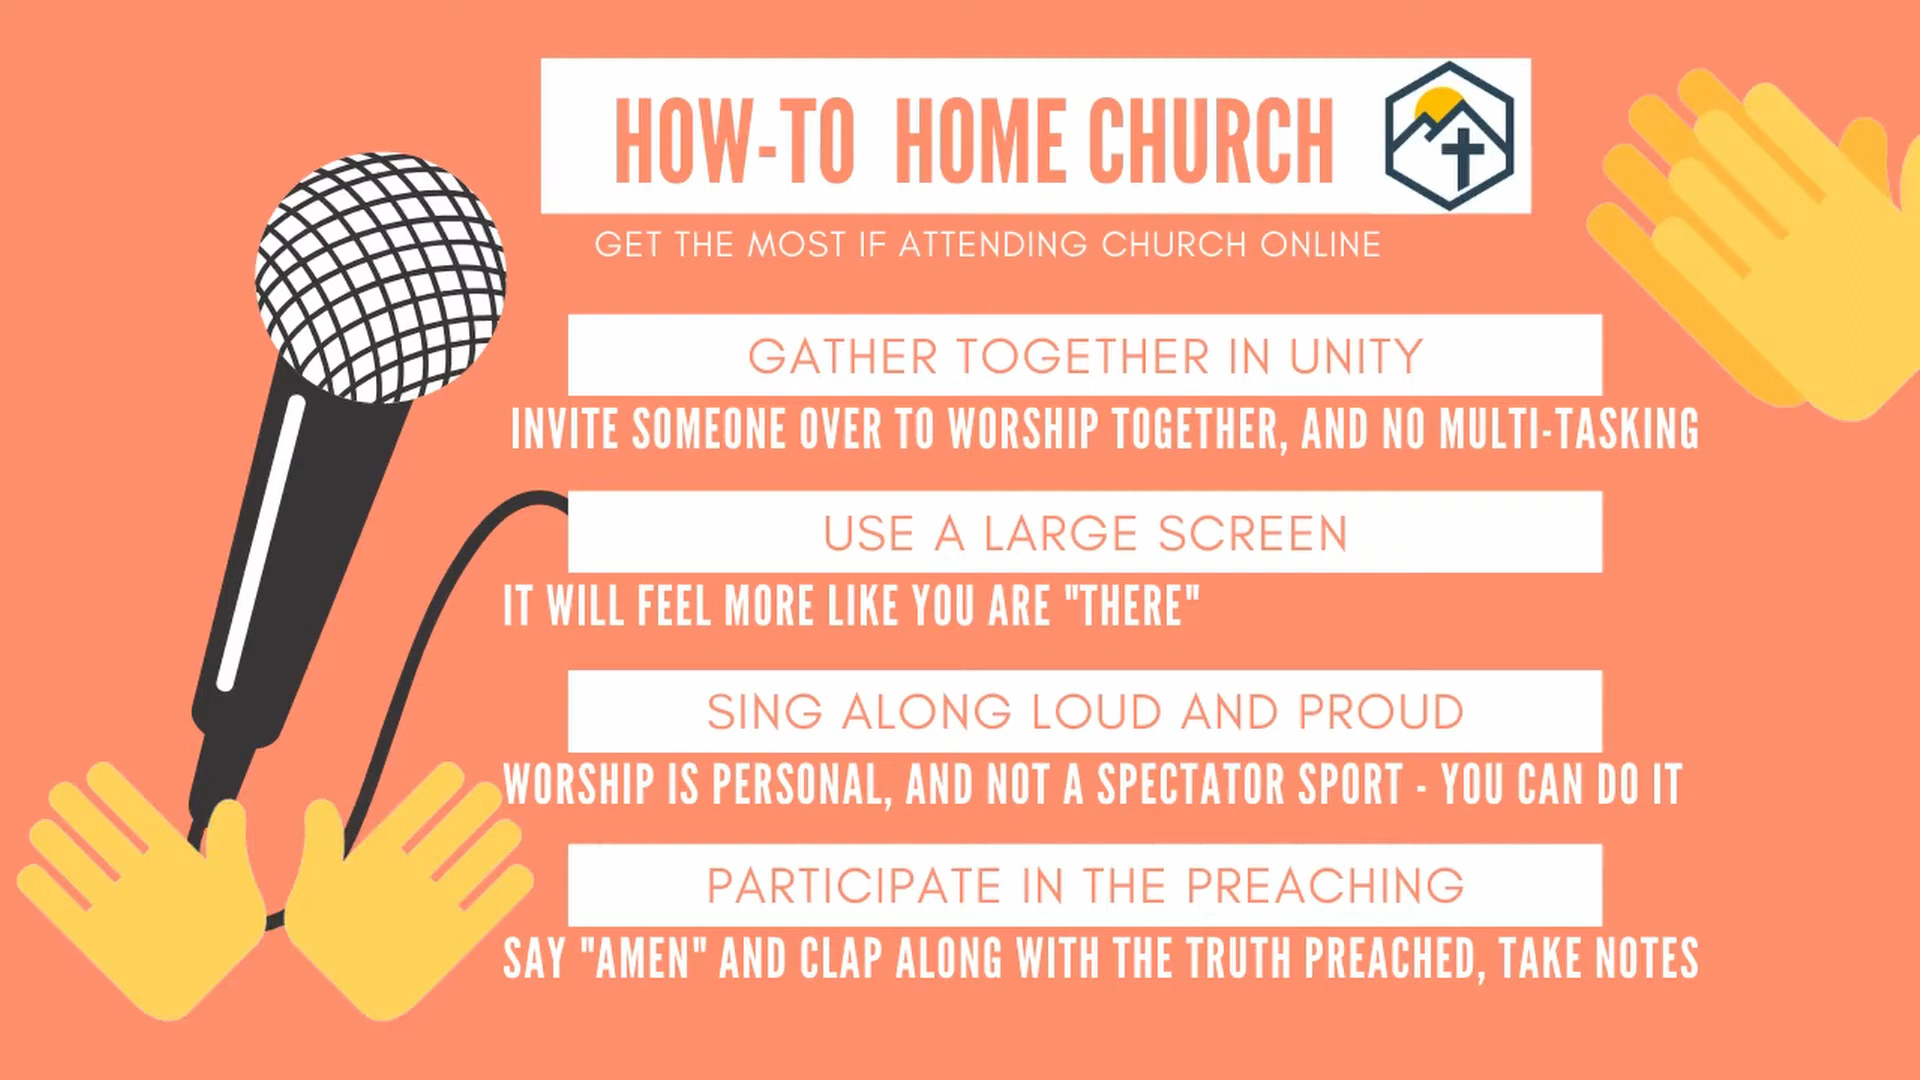 HOW-TO HOME CHURCH
GET THE MOST IF ATTENDING CHURCH ONLINE
GATHER TOGETHER IN UNITY
INVITE SOMEONE OVER TO WORSHIP TOGETHER, AND NO MULTI-TASKING
USE A LARGE SCREEN
IT WILL FEEL MORE LIKE YOU ARE "THERE"
SING ALONG LOUD AND PROUD
WORSHIP IS PERSONAL, AND NOT A SPECTATOR SPORT - YOU CAN DO IT
PARTICIPATE IN THE PREACHING
SAY "AMEN" AND CLAP ALONG WITH THE TRUTH PREACHED, TAKE NOTES